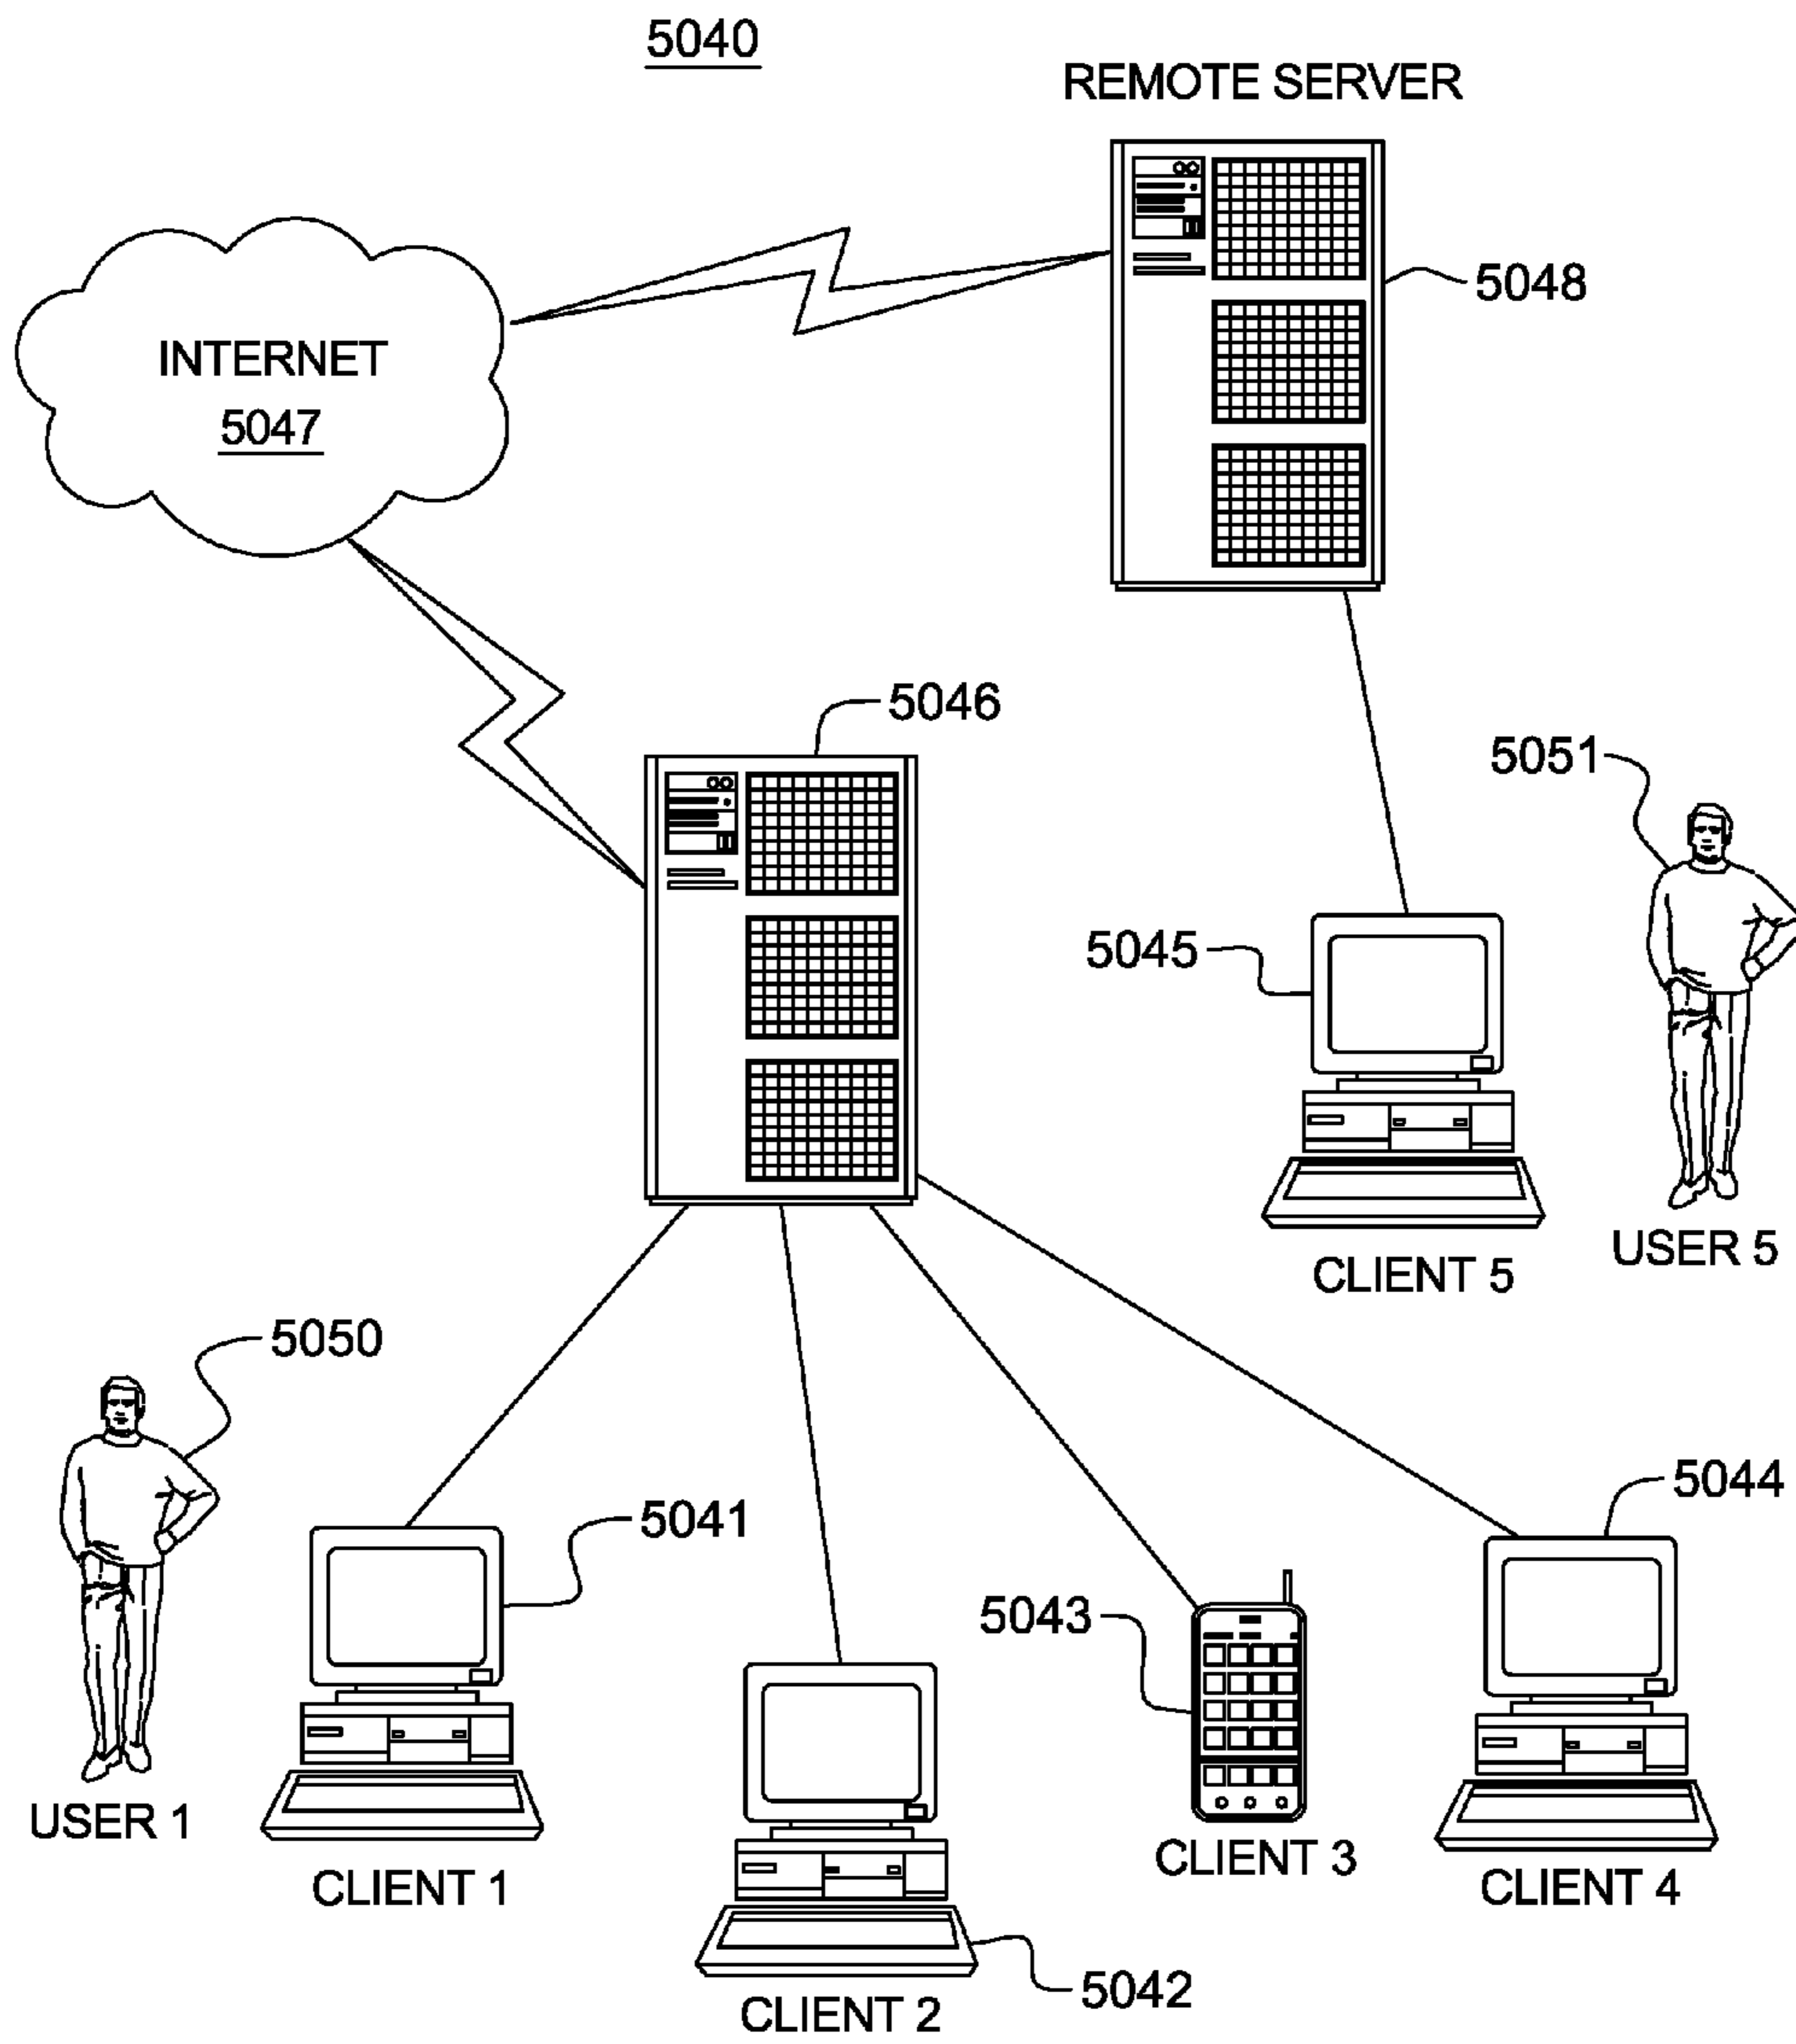 5040
REMOTE SERVER
5048
INTERNET
5047
5046
5051
5045
USER 5
CLIENT 5
5050
5044
5041
5043
USER 1
CLIENT 3
CLIENT 1
CLIENT 4
5042
CLIENT 2